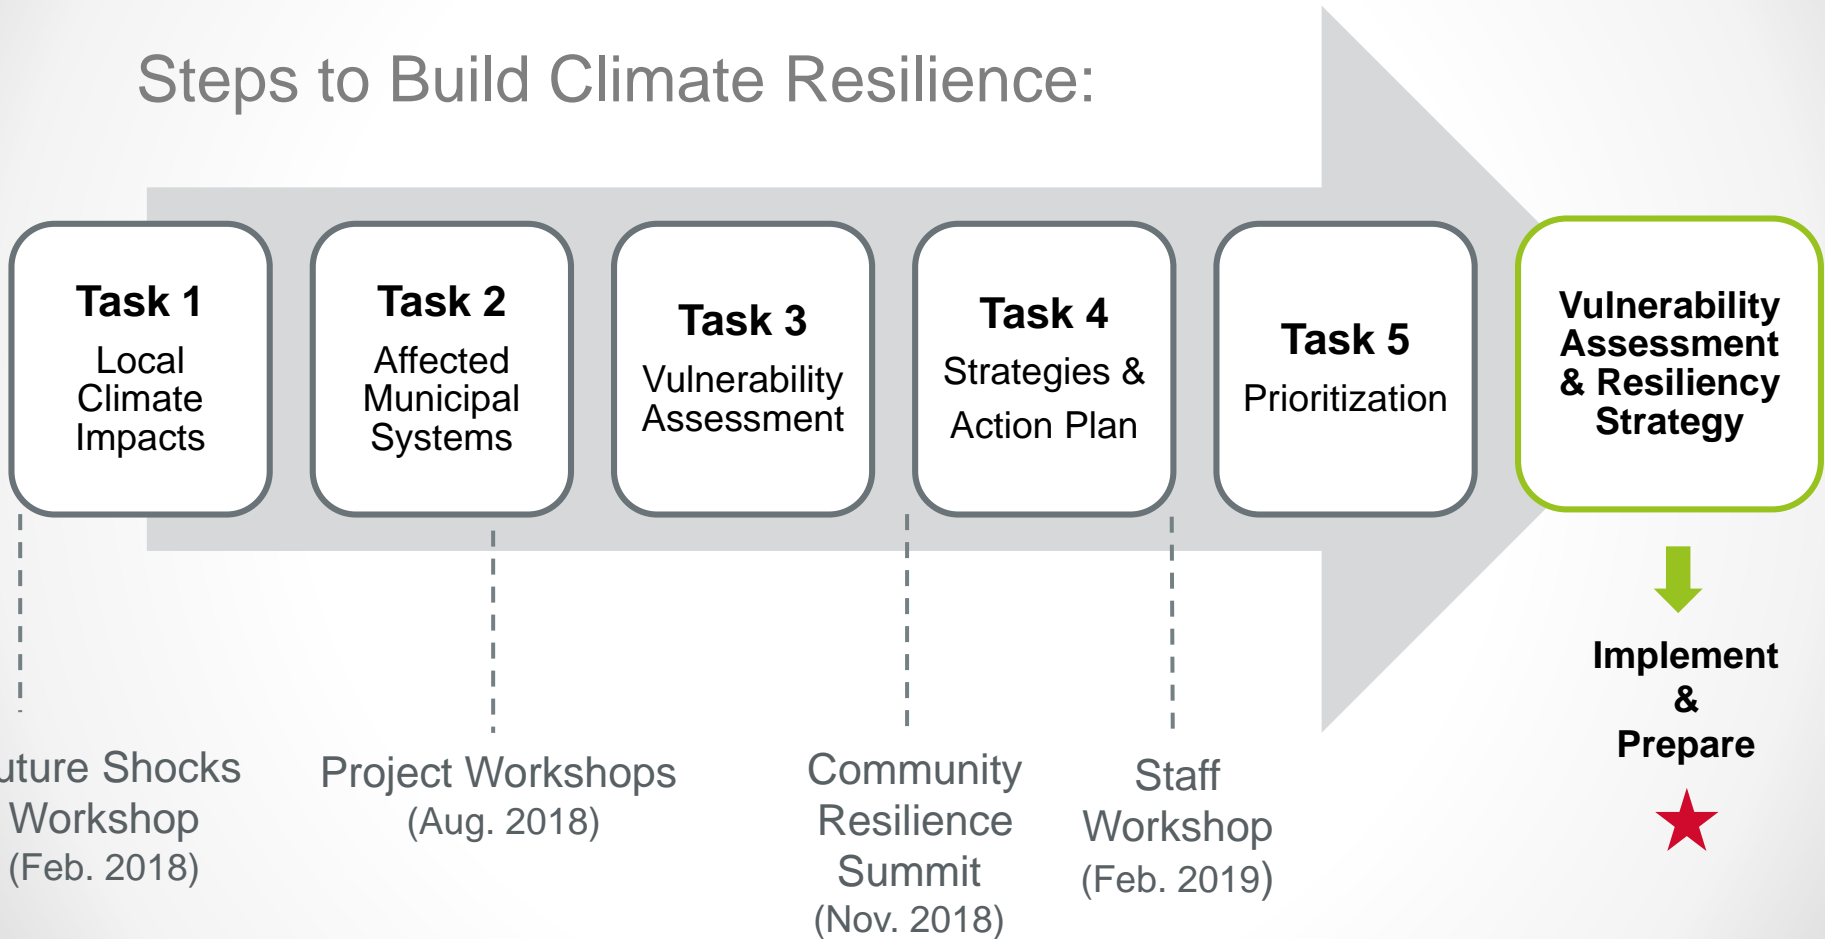 Steps to Build Climate Resilience:
Task 1
Local
Climate
Impacts
Task 2
Affected
Municipal
Systems
Task 3
Vulnerability
Assessment
Task 4
Strategies &
Action Plan
Task 5
Prioritization
Vulnerability
Assessment
& Resiliency
Strategy
uture Shocks
Workshop
(Feb. 2018)
Project Workshops
(Aug. 2018)
Community
Resilience
Summit
(Nov. 2018)
Staff
Workshop
(Feb. 2019)
Implement
&
Prepare